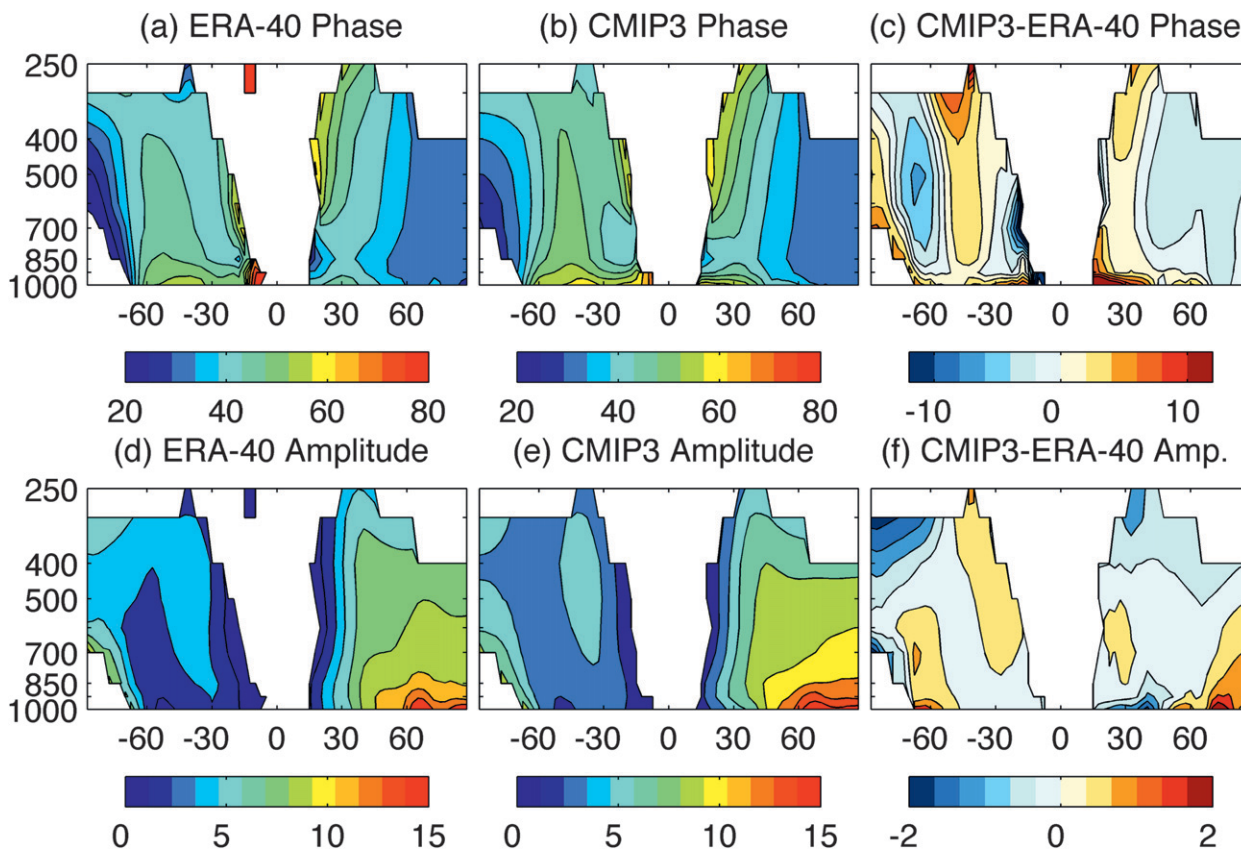 (a) ERA-40 Phase
(b) CMIP3 Phase
(c) CMIP3-ERA-40 Phase
250
400
500
700
850
1000
-60 -30 0 30 60
-60 -30 0 30 60
-60 -30 0 30 60
20 40 60 80
20 40 60 80
-10 0 10
(d) ERA-40 Amplitude
(e) CMIP3 Amplitude
(f) CMIP3-ERA-40 Amp.
250
400
500
700
850
1000
-60 -30 0 30 60
-60 -30 0 30 60
-60 -30 0 30 60
0 5 10 15
0 5 10 15
-2 0 2